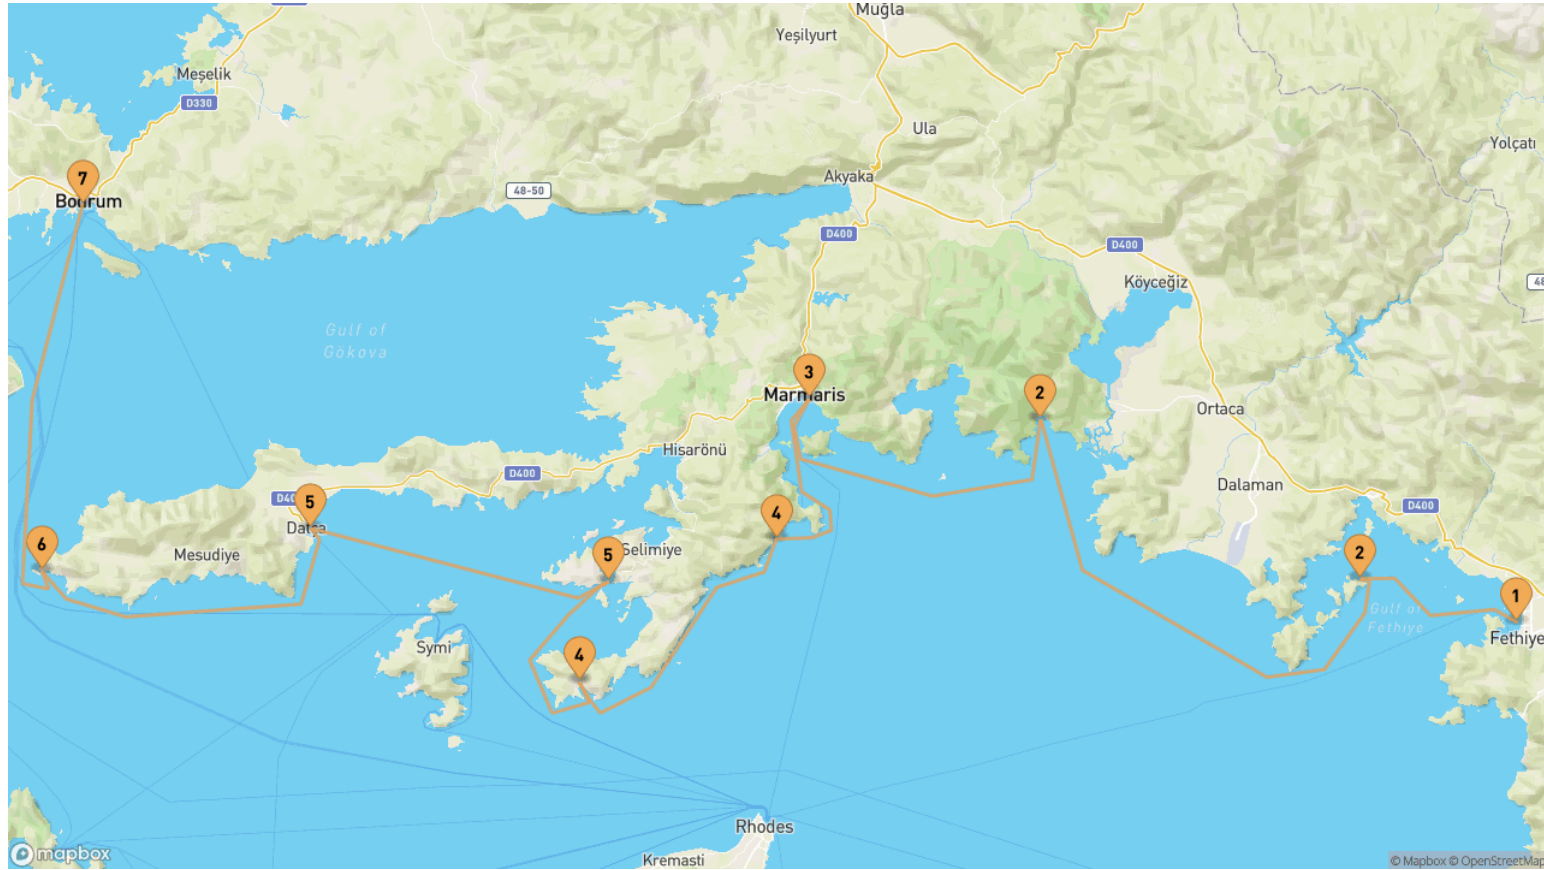 Muğla
Yeşilyurt
Meşelik
D330
Ula
Yolçatı
7
Bodrum
48-50
Akyaka
D400
D400
Köyceğiz
48
Gulf of
Gökova
3
Marmaris
2
Ortaca
Hisarönü
D400
Dalaman
D400
5
Datça
4
6
Mesudiye
5
Selimiye
2
1
Gulf of
Fethiye
Fethiye
Symi
4
Rhodes
Kremasti
mapbox
© Mapbox © OpenStreetMap